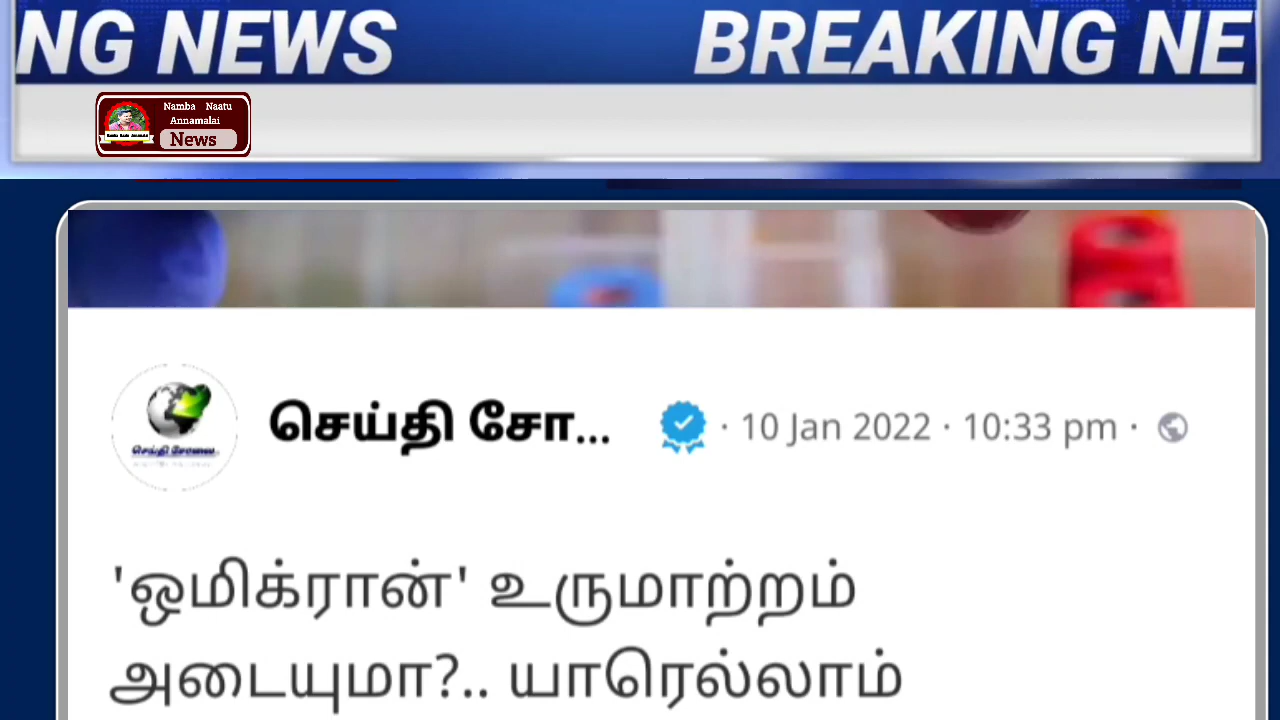 NG NEWS BREAKING NE
Namba Naatu
Annamalai
News
செய்தி சோ... · 10 Jan 2022 · 10:33 pm ·
செய்தி சோலை
'ஒமிக்ரான்' உருமாற்றம்
அடையுமா?.. யாரெல்லாம்